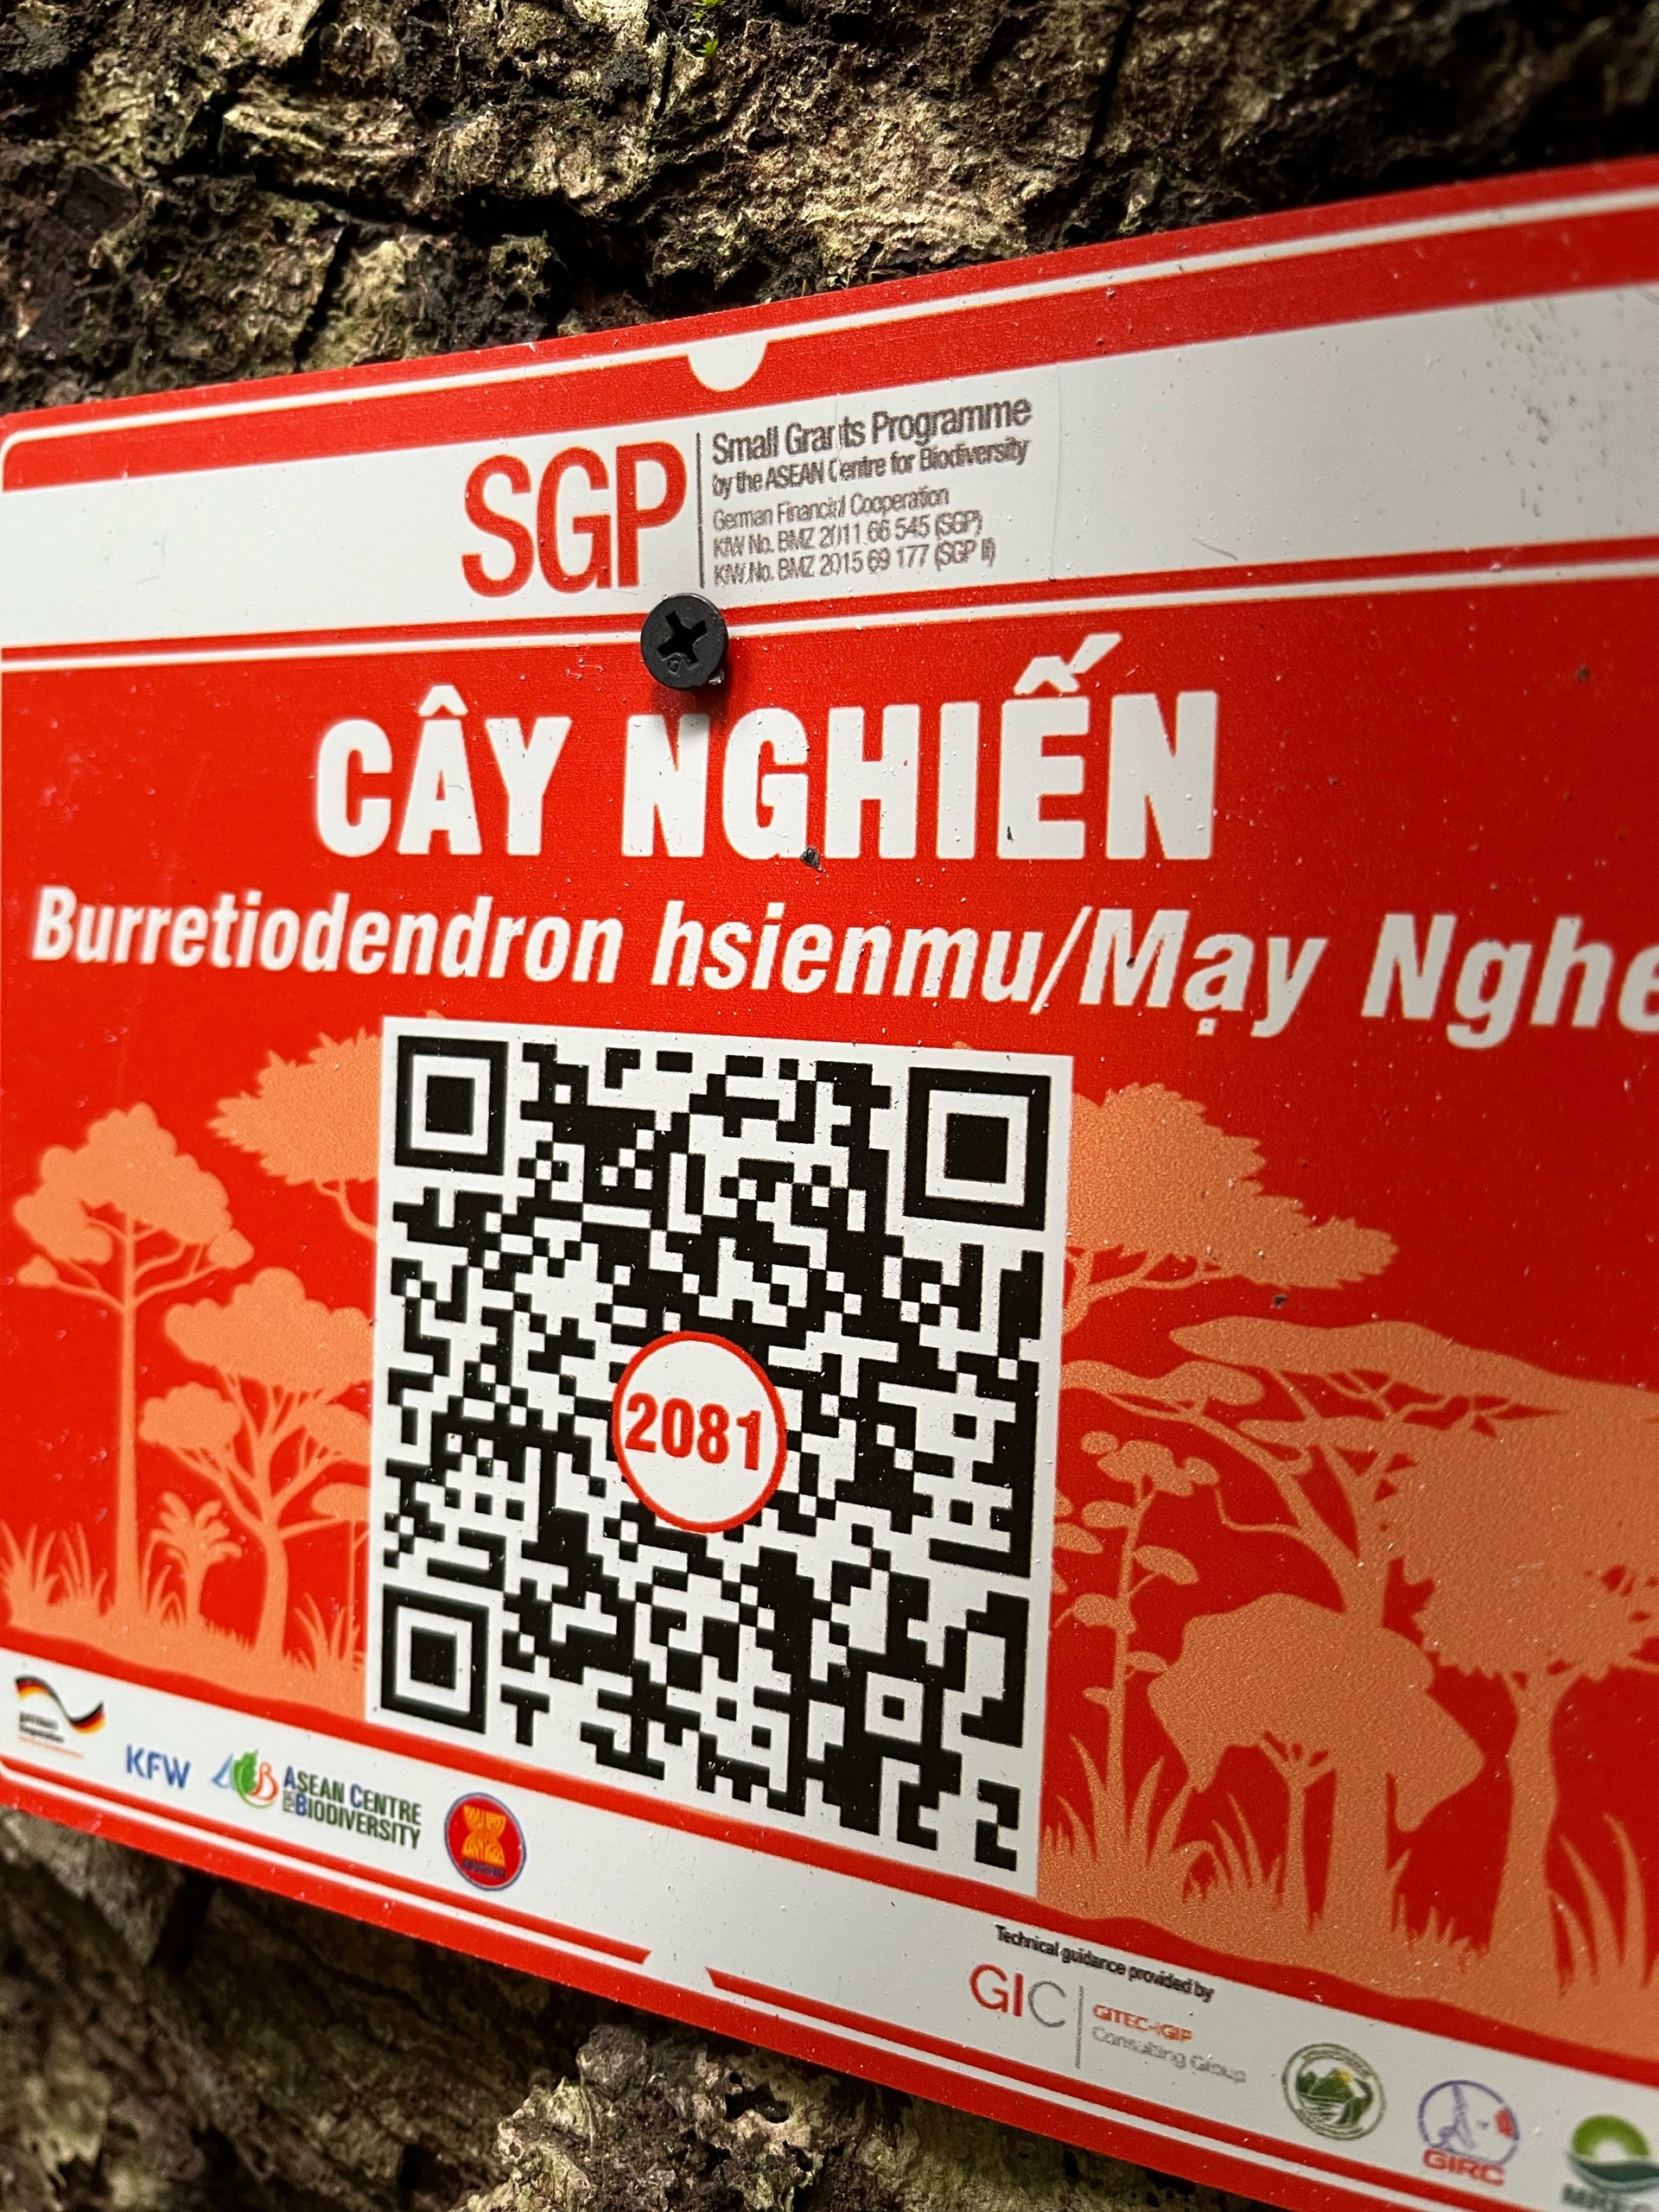 SGP
Small Grants Programme
by the ASEAN Centre for Biodiversity
German Financial Cooperation
KfW No. BMZ 2011 66 545 (SGP)
KfW No. BMZ 2015 69 177 (SGP II)
CÂY NGHIẾN
Burretiodendron hsienmu/Mạy Nghe
2081
KFW
ASEAN CENTRE
FOR BIODIVERSITY
Technical guidance provided by
GIC
GITEC-IGIP
Consulting Group
GIRC